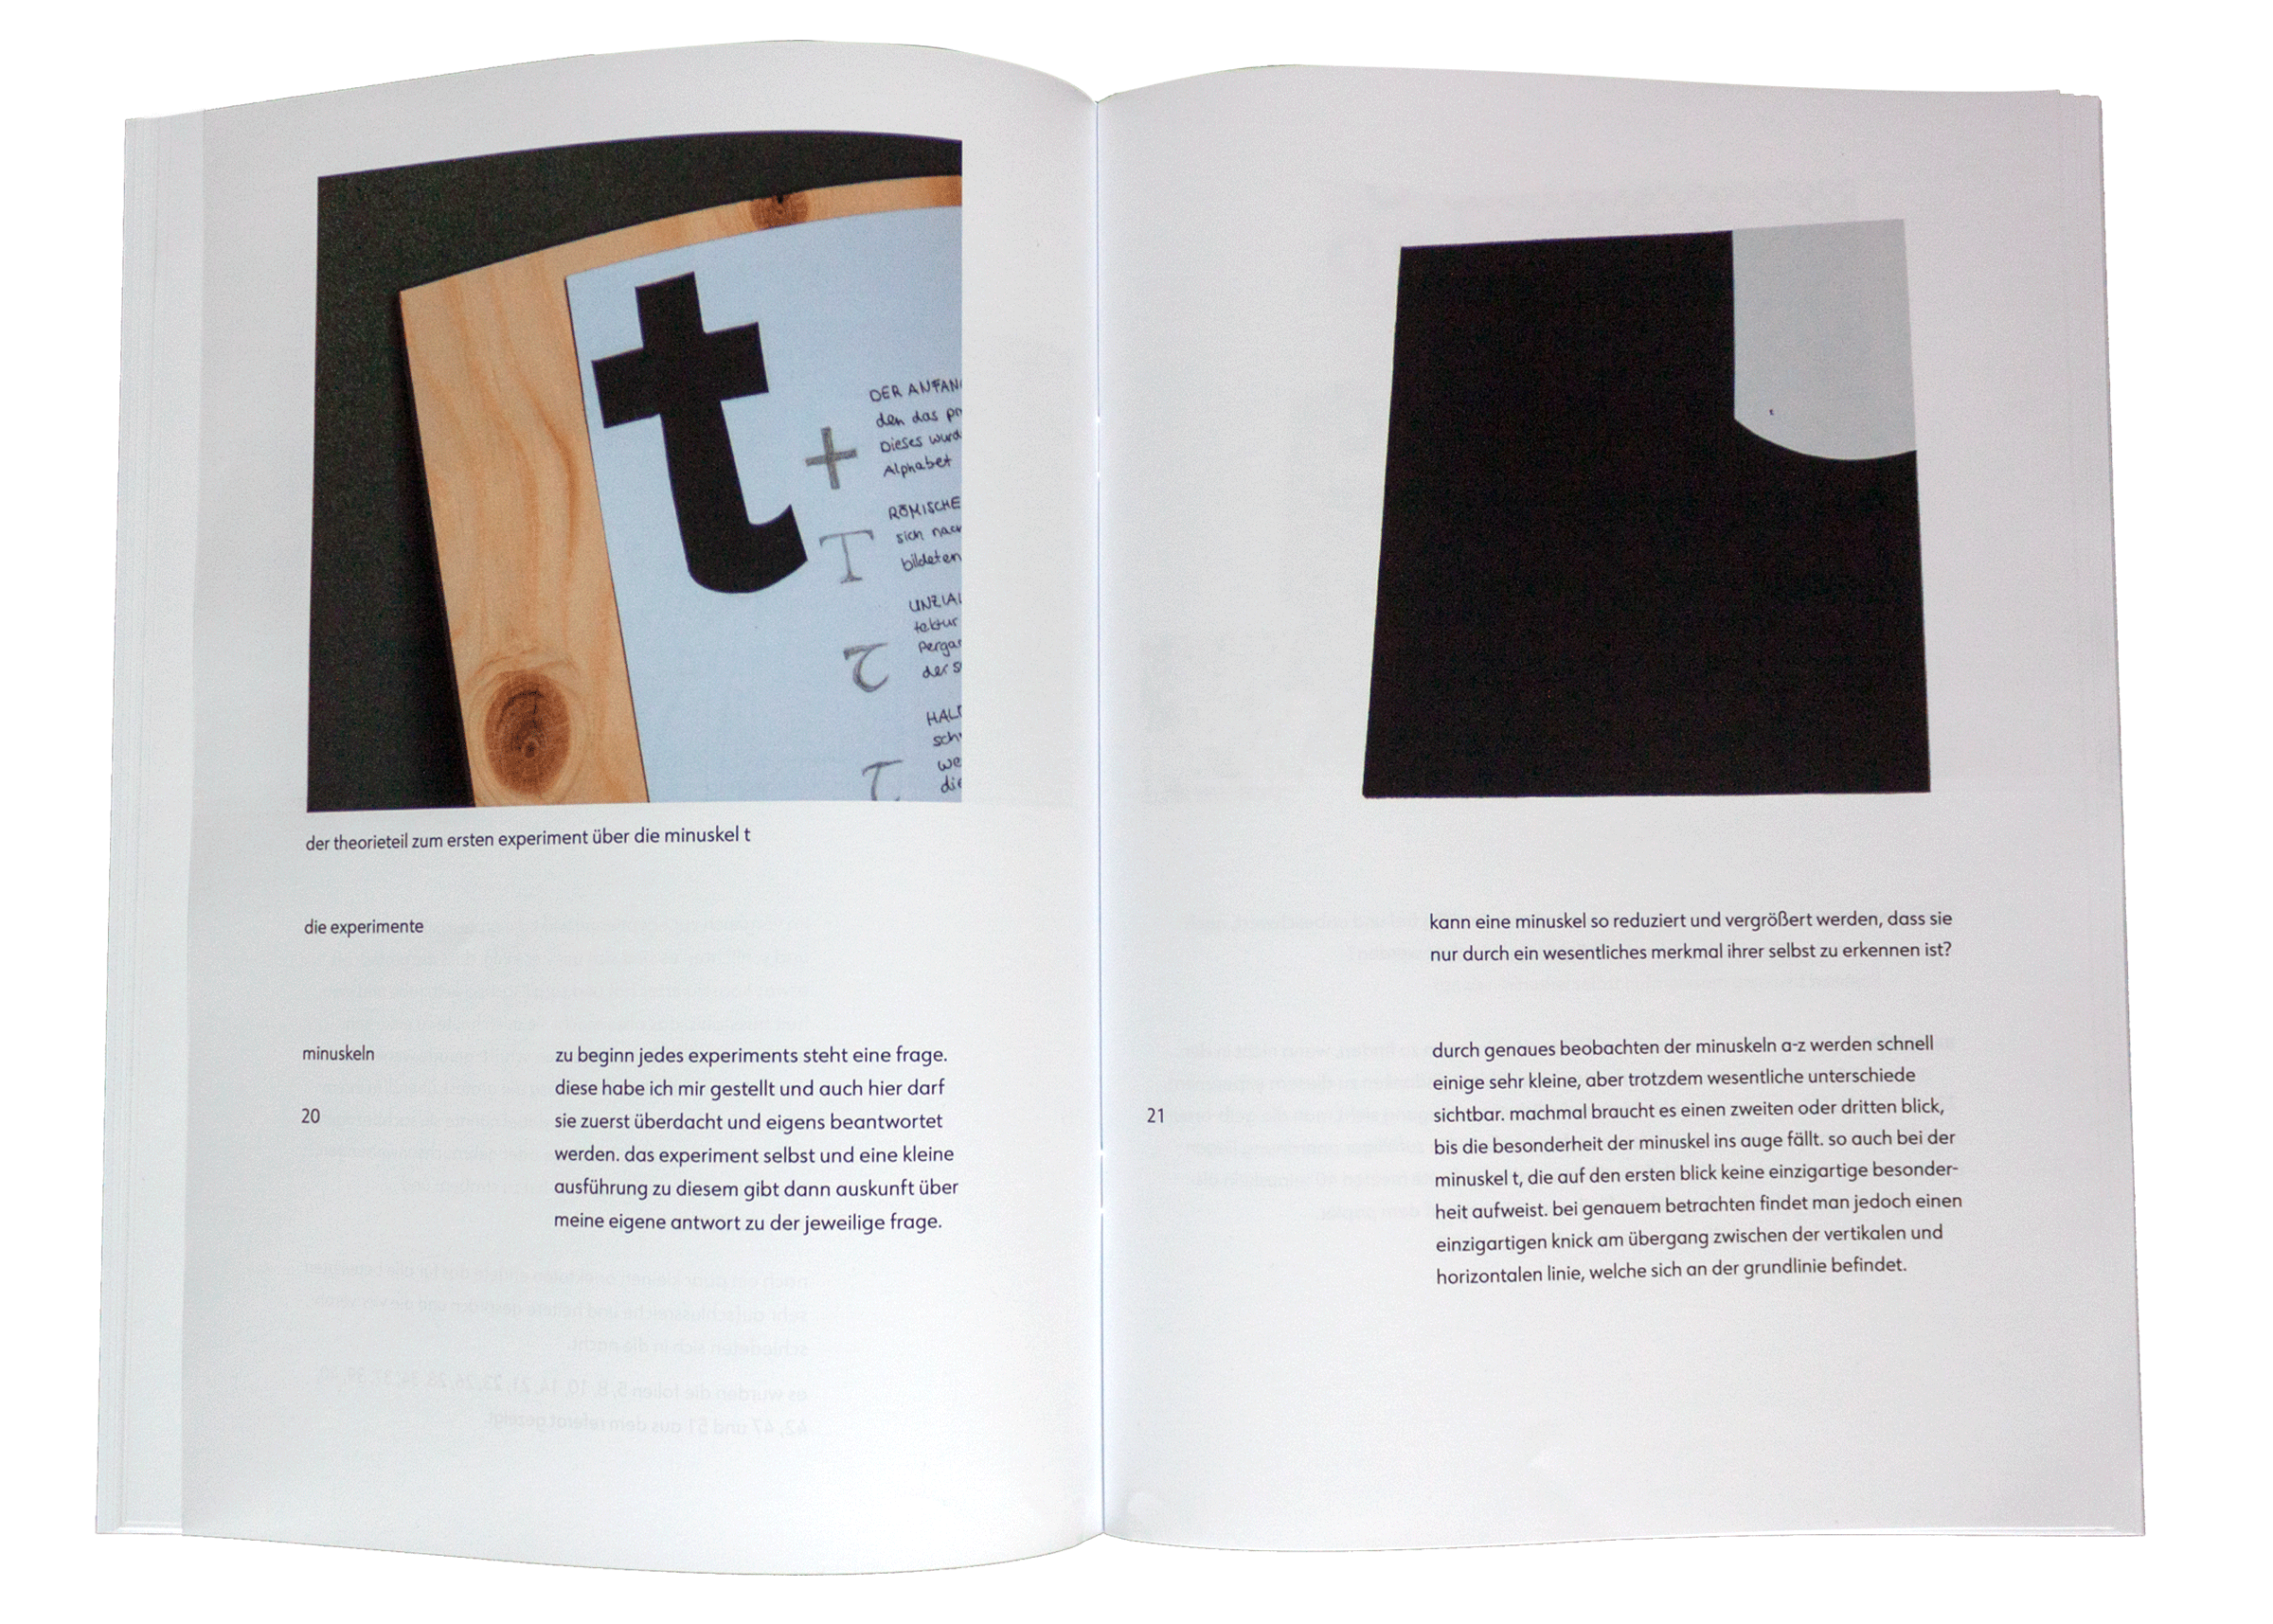 t
DER ANFAN
+
den das pr
Dieses wurd
Alphabet
RÖMISCHE
T
sich nach
bildeten
UNZIAL
tektur
Pergar
der s
HALB
schw
we
die
der theorieteil zum ersten experiment über die minuskel t
die experimente
minuskeln
20
zu beginn jedes experiments steht eine frage.
diese habe ich mir gestellt und auch hier darf
sie zuerst überdacht und eigens beantwortet
werden. das experiment selbst und eine kleine
ausführung zu diesem gibt dann auskunft über
meine eigene antwort zu der jeweilige frage.
kann eine minuskel so reduziert und vergrößert werden, dass sie
nur durch ein wesentliches merkmal ihrer selbst zu erkennen ist?
21
durch genaues beobachten der minuskeln a-z werden schnell
einige sehr kleine, aber trotzdem wesentliche unterschiede
sichtbar. machmal braucht es einen zweiten oder dritten blick,
bis die besonderheit der minuskel ins auge fällt. so auch bei der
minuskel t, die auf den ersten blick keine einzigartige besonder-
heit aufweist. bei genauem betrachten findet man jedoch einen
einzigartigen knick am übergang zwischen der vertikalen und
horizontalen linie, welche sich an der grundlinie befindet.